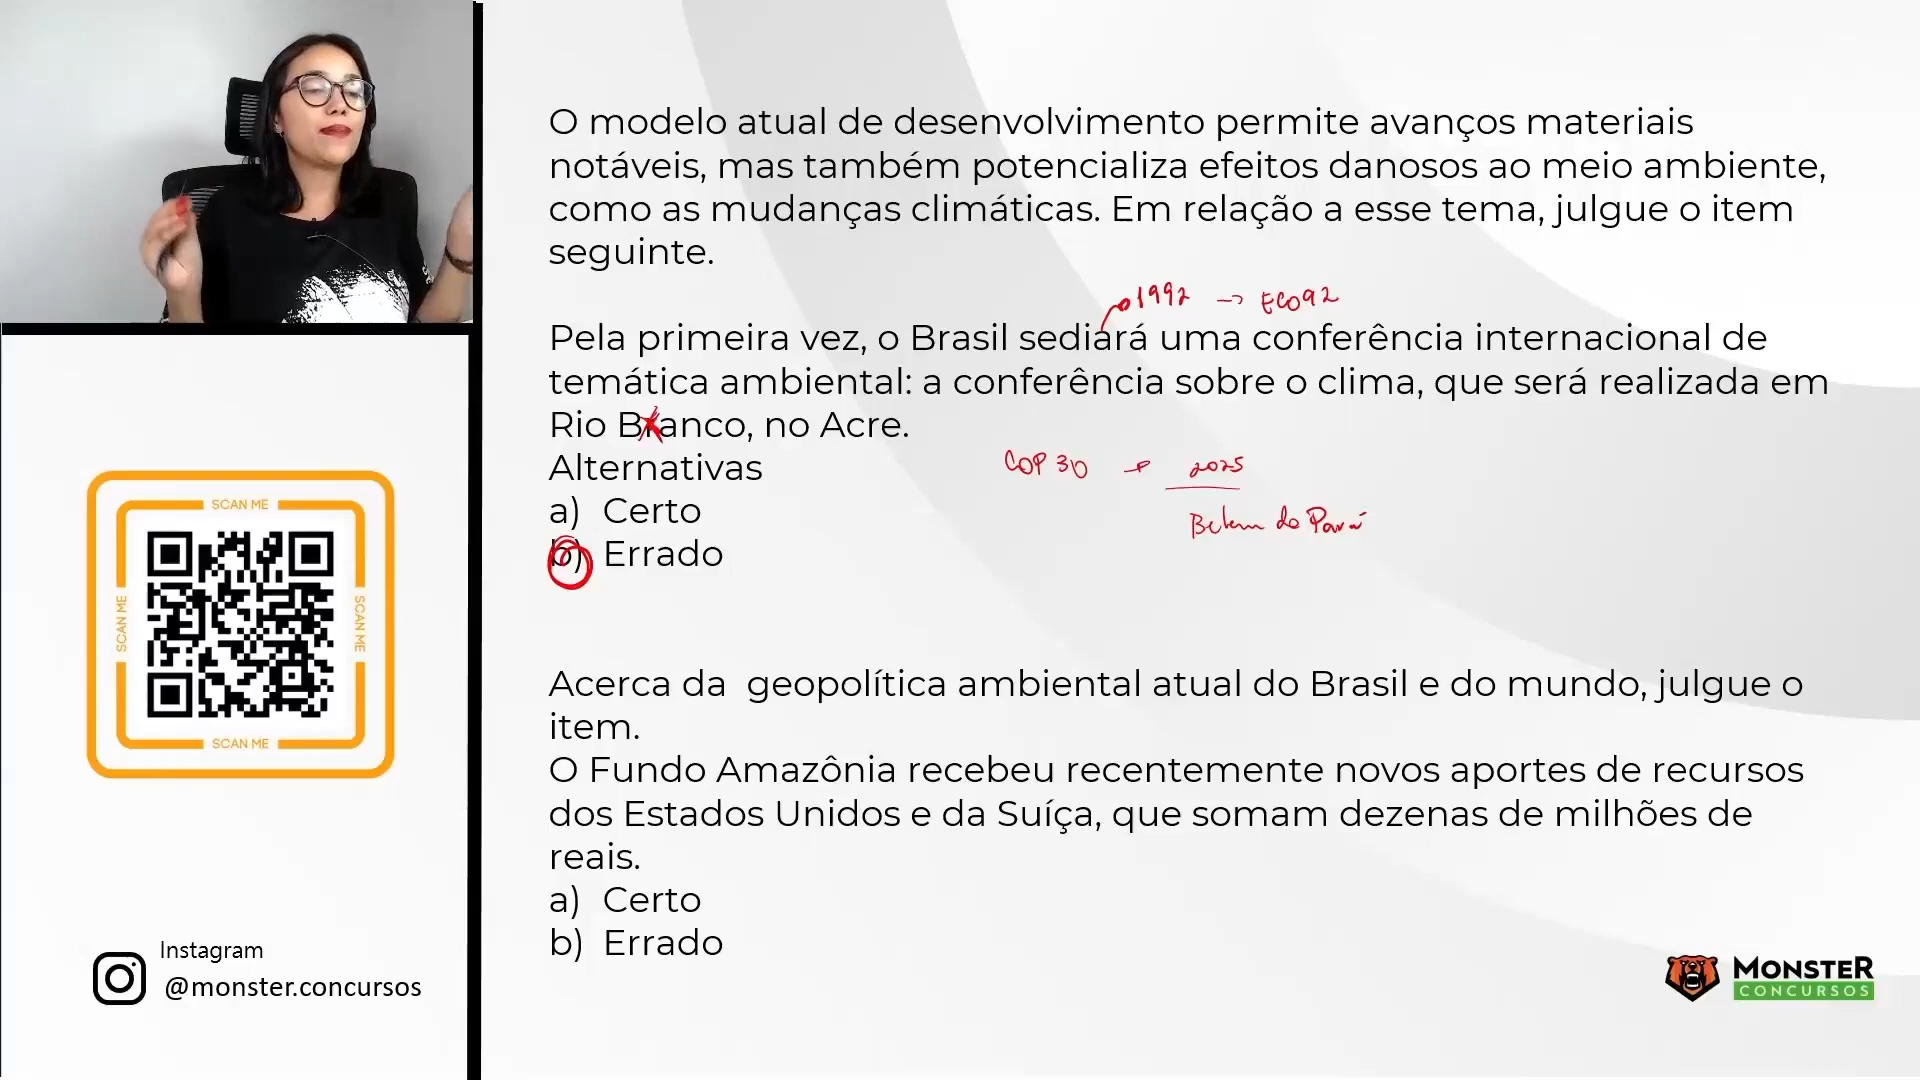 O modelo atual de desenvolvimento permite avanços materiais
notáveis, mas também potencializa efeitos danosos ao meio ambiente,
como as mudanças climáticas. Em relação a esse tema, julgue o item
seguinte.
1992 → ECO92
Pela primeira vez, o Brasil sediará uma conferência internacional de
temática ambiental: a conferência sobre o clima, que será realizada em
Rio Branco, no Acre.
COP 30 → 2025
Belem do Pará
Alternativas
a) Certo
b) Errado
Acerca da geopolítica ambiental atual do Brasil e do mundo, julgue o
item.
O Fundo Amazônia recebeu recentemente novos aportes de recursos
dos Estados Unidos e da Suíça, que somam dezenas de milhões de
reais.
a) Certo
b) Errado
SCAN ME
SCAN ME
SCAN ME
SCAN ME
Instagram
@monster.concursos
MONSTER
CONCURSOS